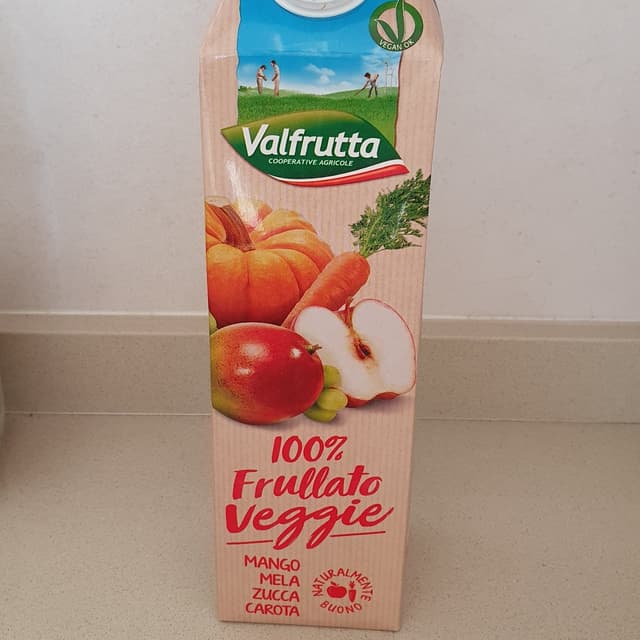 VEGAN OK
Valfrutta
COOPERATIVE AGRICOLE
100%
Frullato
Veggie
MANGO
MELA
ZUCCA
CAROTA
NATURALMENTE
BUONO